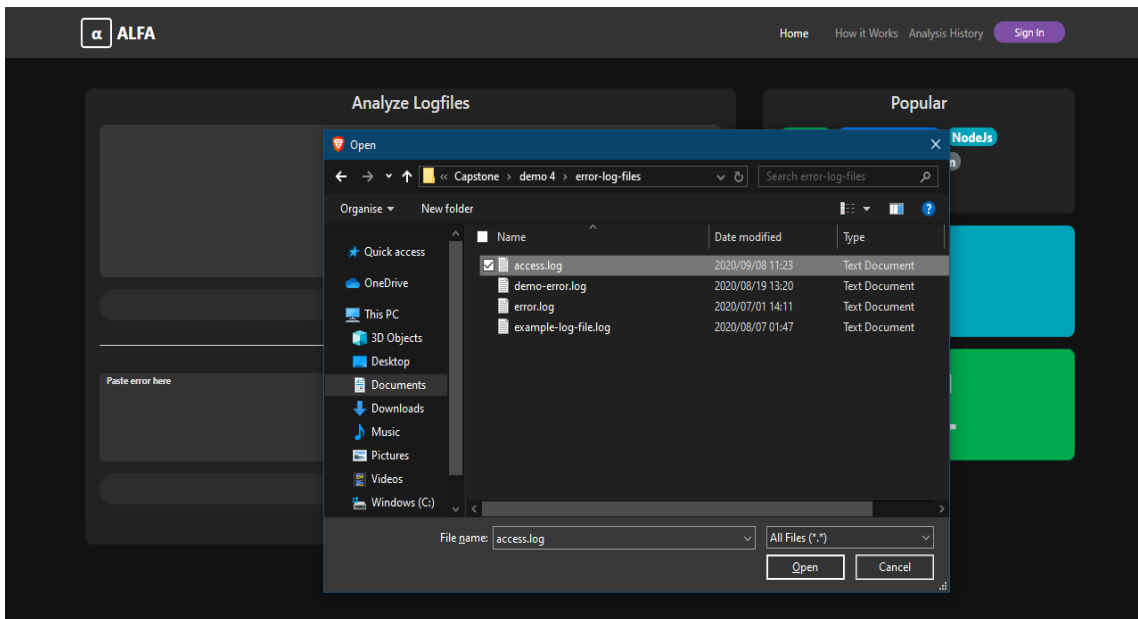 α ALFA
Home How it Works Analysis History Sign In
Analyze Logfiles
Popular
NodeJs
Open
« Capstone › demo 4 › error-log-files
Search error-log-files
Organise New folder
Name Date modified Type
Quick access
access.log 2020/09/08 11:23 Text Document
OneDrive
demo-error.log 2020/08/19 13:20 Text Document
This PC
error.log 2020/07/01 14:11 Text Document
3D Objects
example-log-file.log 2020/08/07 01:47 Text Document
Desktop
Paste error here
Documents
Downloads
Music
Pictures
Videos
Windows (C:)
File name: access.log All Files (*.*)
Open Cancel